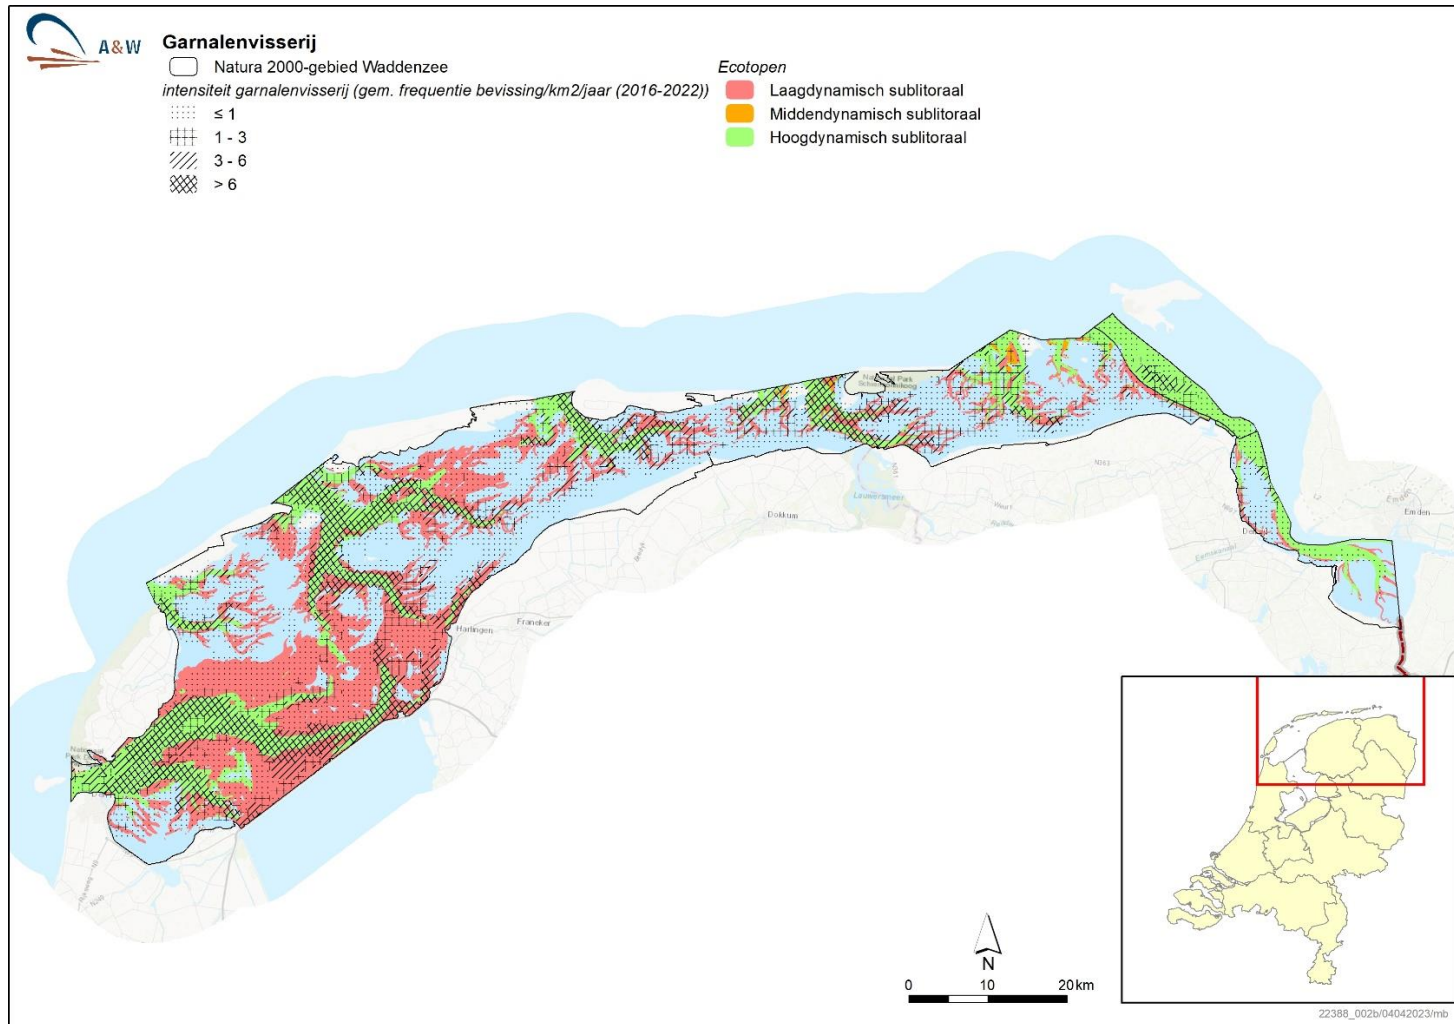 A&W
Garnalenvisserij
Natura 2000-gebied Waddenzee
intensiteit garnalenvisserij (gem. frequentie bevissing/km2/jaar (2016-2022))
≤ 1
1 - 3
3 - 6
> 6
Ecotopen
Laagdynamisch sublitoraal
Middendynamisch sublitoraal
Hoogdynamisch sublitoraal
Dokkum
Lauwersmeer
Emden
Harlingen
Franeker
N
0 10 20 km
22388_002b/04042023/mb